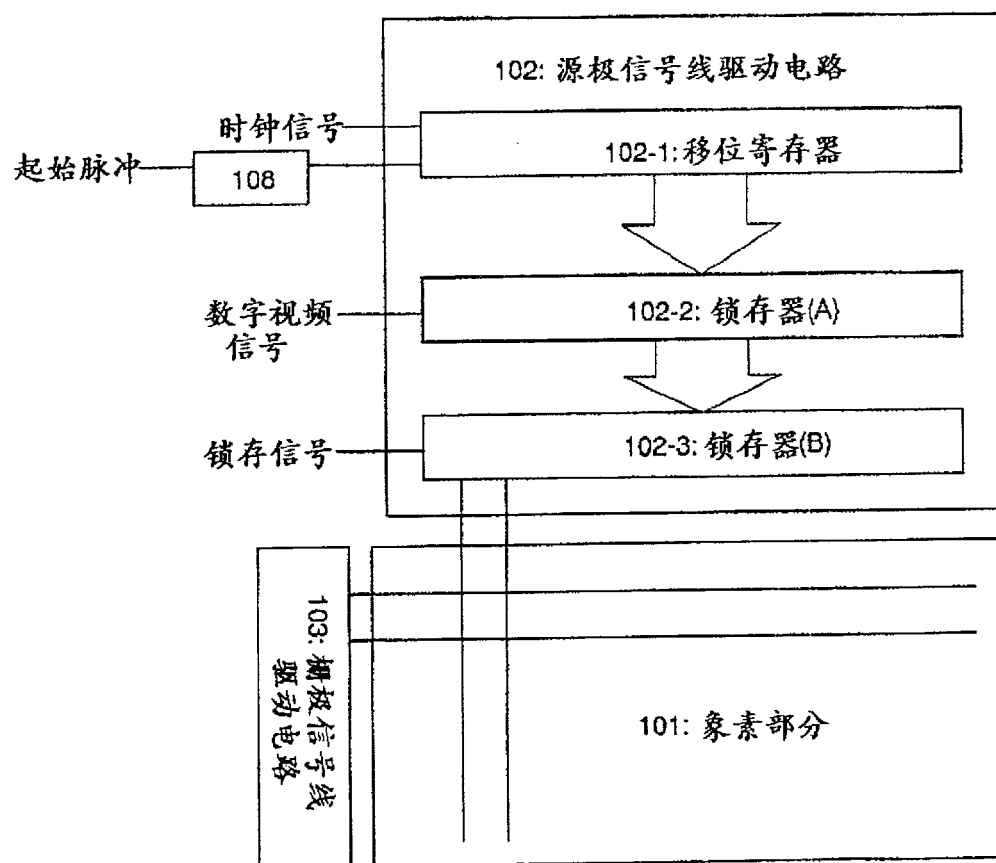 102: 源极信号线驱动电路
时钟信号
102-1: 移位寄存器
起始脉冲
108
数字视频
信号
102-2: 锁存器(A)
锁存信号
102-3: 锁存器(B)
103: 栅极信号线
驱动电路
101: 象素部分